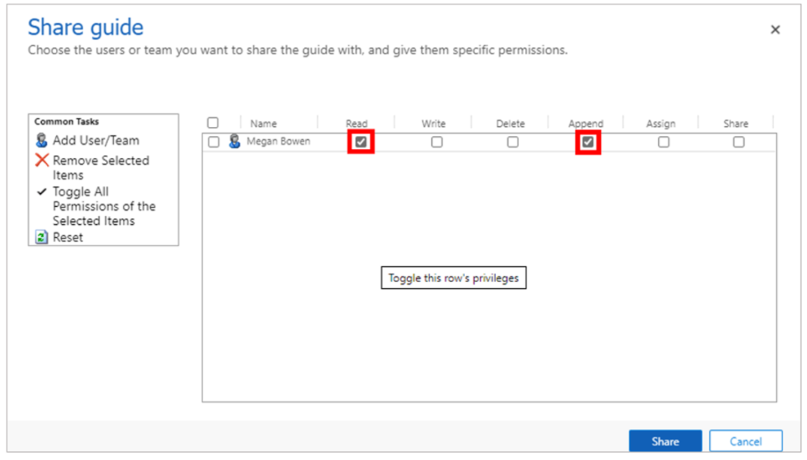 Share guide
Choose the users or team you want to share the guide with, and give them specific permissions.
Common Tasks
Add User/Team
Remove Selected
Items
Toggle All
Permissions of the
Selected Items
Reset
Name Read Write Delete Append Assign Share
Megan Bowen
Toggle this row's privileges
Share Cancel